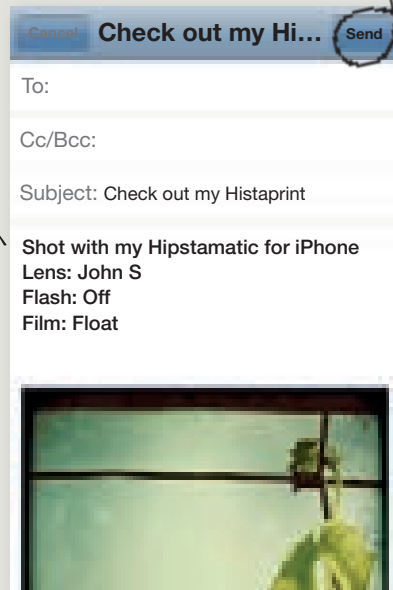 Cancel Check out my Hi... Send
To:
Cc/Bcc:
Subject: Check out my Histaprint
Shot with my Hipstamatic for iPhone
Lens: John S
Flash: Off
Film: Float